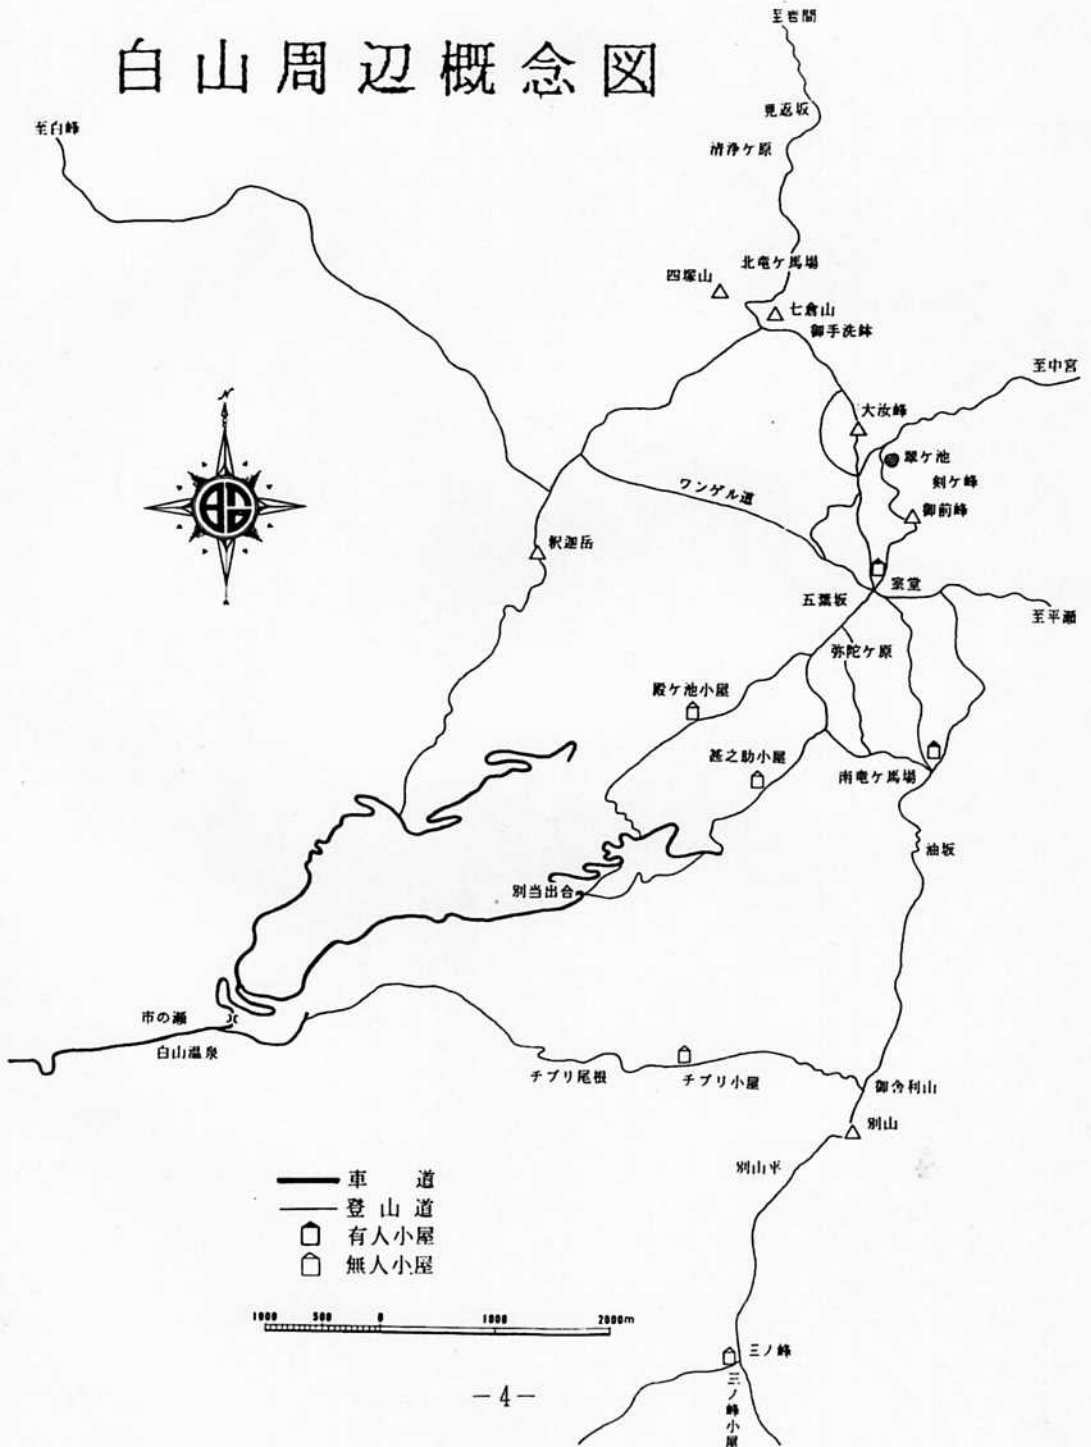 白山周辺概念図
至岩間
見返坂
清浄ケ原
至白峰
北竜ケ馬場
四塚山
七倉山
御手洗鉢
至中宮
大汝峰
翠ケ池
剣ケ峰
御前峰
N
ワンゲル道
釈迦岳
室堂
五葉坂
至平瀬
弥陀ケ原
殿ケ池小屋
甚之助小屋
南竜ケ馬場
油坂
別当出合
市の瀬
白山温泉
チブリ尾根
チブリ小屋
御舎利山
別山
別山平
車道
登山道
有人小屋
無人小屋
1000 500 0 1000 2000m
三ノ峰
三ノ峰小屋
-4-